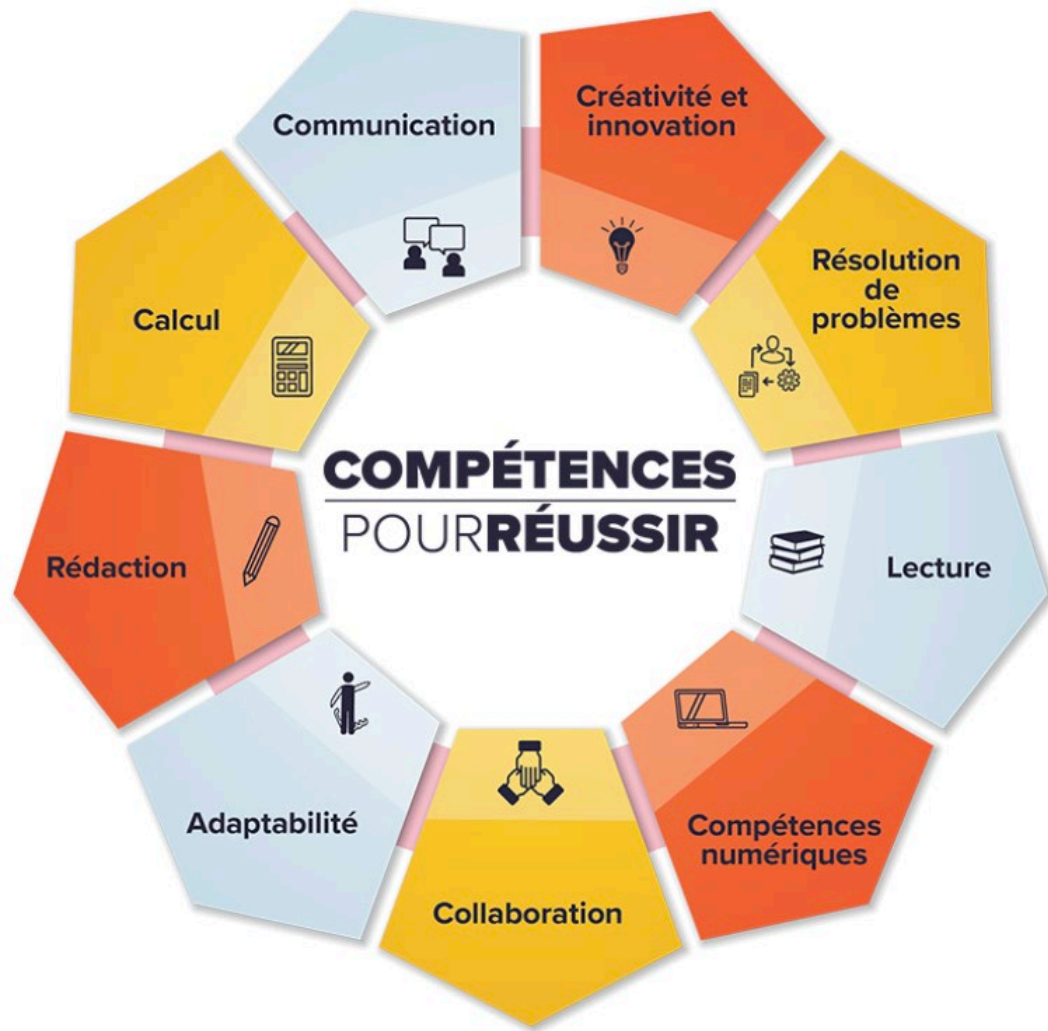 COMPÉTENCES
POURRÉUSSIR
Communication
Créativité et
innovation
Résolution
de
problèmes
Lecture
Compétences
numériques
Collaboration
Adaptabilité
Rédaction
Calcul